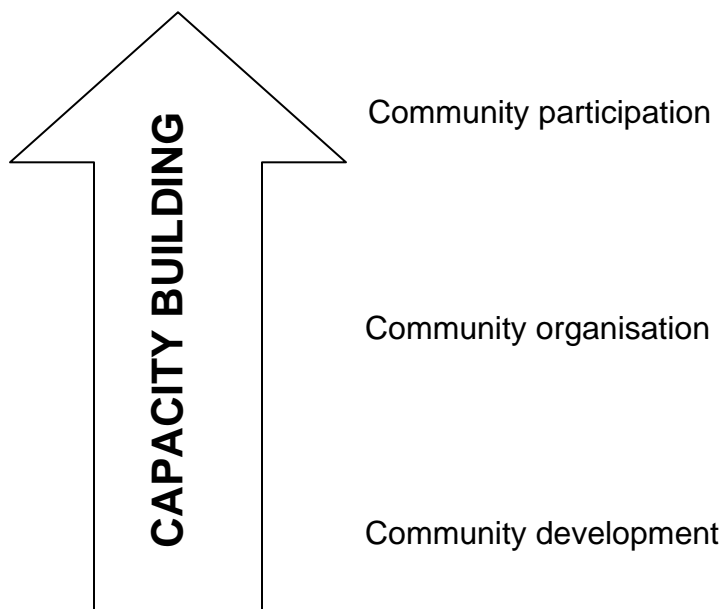 CAPACITY BUILDING
Community participation
Community organisation
Community development